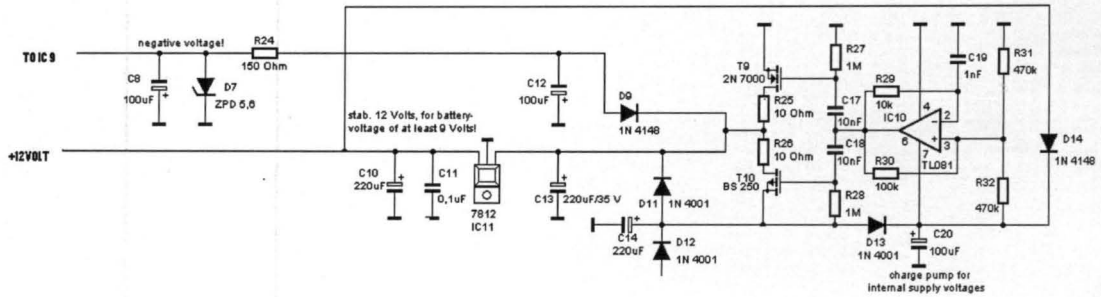 TO IC 9
negative voltage!
R24
150 Ohm
C8
100uF
+
D7
ZPD 5,6
C12
100uF
+
D9
1N 4148
stab. 12 Volts, for battery-
voltage of at least 9 Volts!
+12VOLT
C10
220uF
+
C11
0,1uF
7812
IC11
+
C13
220uF/35 V
D11
1N 4001
C14
220uF
+
D12
1N 4001
T9
2N 7000
R25
10 Ohm
R26
10 Ohm
T10
BS 250
R27
1M
C17
10nF
C18
10nF
R28
1M
R29
10k
IC10
4
2
3
6
7
TL081
R30
100k
C19
1nF
R31
470k
R32
470k
D14
1N 4148
D13
1N 4001
+
C20
100uF
charge pump for
internal supply voltages